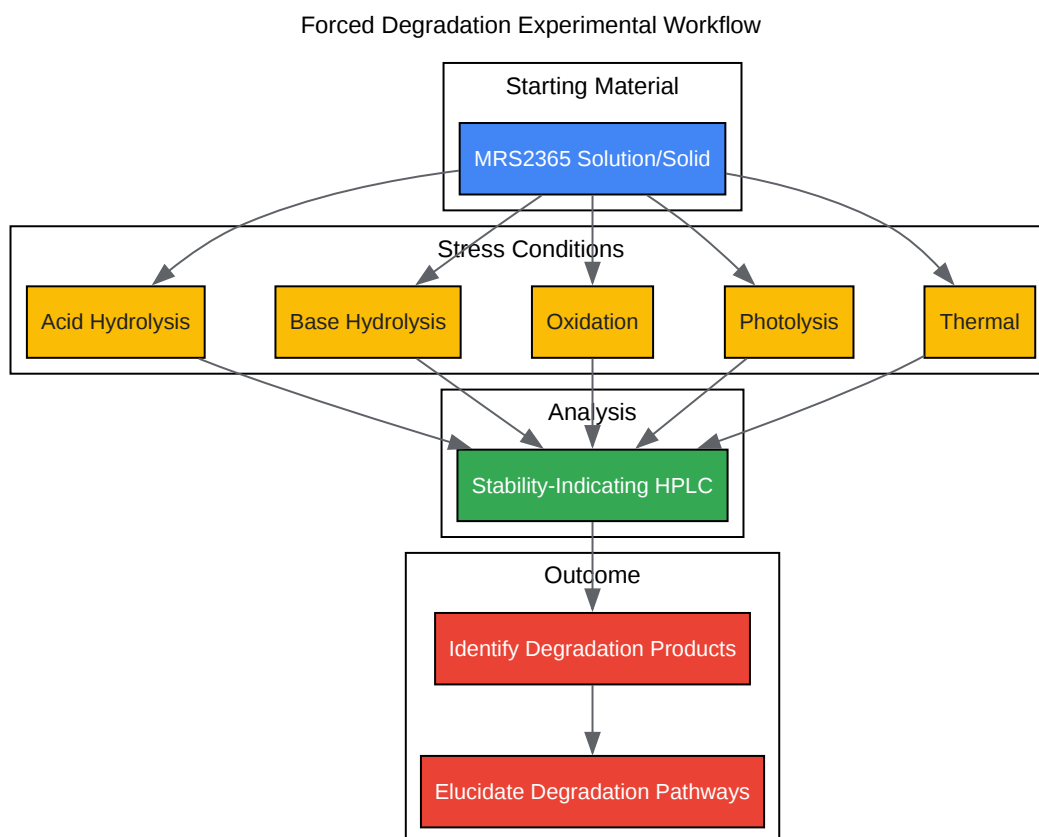 Forced Degradation Experimental Workflow
Starting Material
MRS2365 Solution/Solid
Stress Conditions
Acid Hydrolysis
Base Hydrolysis
Oxidation
Photolysis
Thermal
Analysis
Stability-Indicating HPLC
Outcome
Identify Degradation Products
Elucidate Degradation Pathways